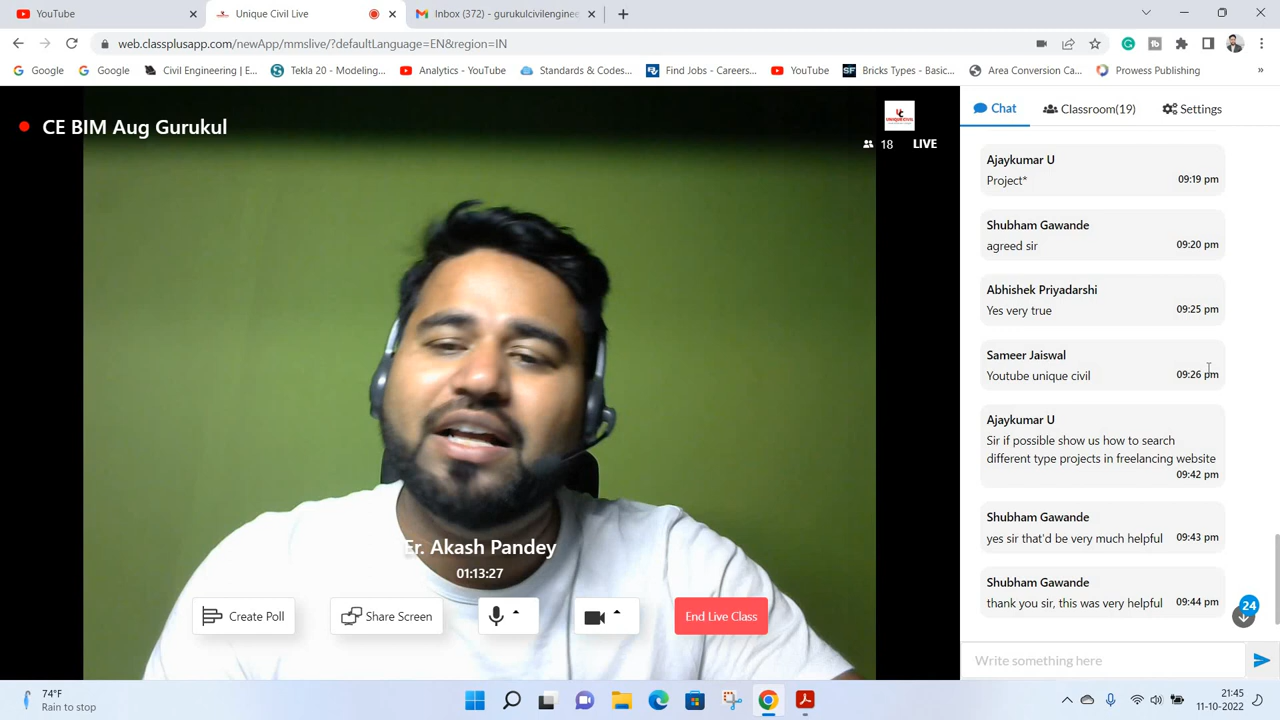 YouTube
Unique Civil Live
Inbox (372) - gurukulcivilenginee
web.classplusapp.com/newApp/mmslive/?defaultLanguage=EN&region=IN
Google
Google
Civil Engineering | E...
Tekla 20 - Modeling...
Analytics - YouTube
Standards & Codes...
Find Jobs - Careers...
YouTube
SF
Bricks Types - Basic...
Area Conversion Ca...
Prowess Publishing
»
CE BIM Aug Gurukul
UNIQUE CIVIL
18 LIVE
Chat
Classroom(19)
Settings
Ajaykumar U
Project* 09:19 pm
Shubham Gawande
agreed sir 09:20 pm
Abhishek Priyadarshi
Yes very true 09:25 pm
Sameer Jaiswal
Youtube unique civil 09:26 pm
Ajaykumar U
Sir if possible show us how to search
different type projects in freelancing website
09:42 pm
Shubham Gawande
yes sir that'd be very much helpful 09:43 pm
Shubham Gawande
thank you sir, this was very helpful 09:44 pm
24
Er. Akash Pandey
01:13:27
Create Poll
Share Screen
End Live Class
Write something here
74°F
Rain to stop
21:45
11-10-2022